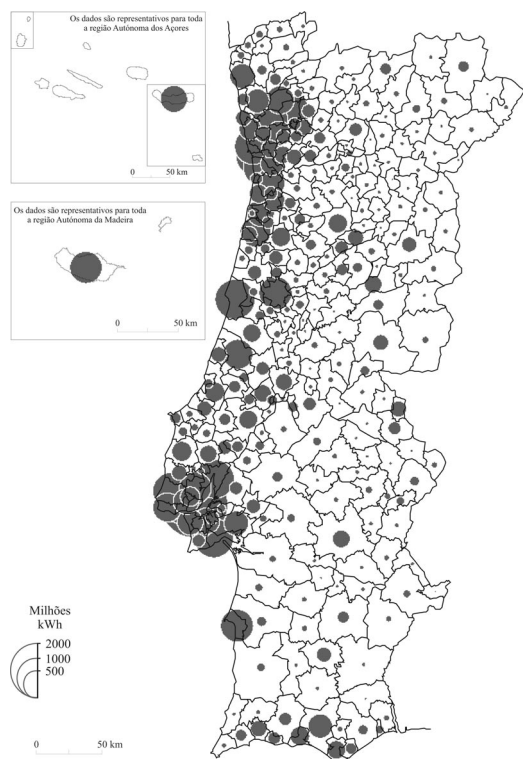 Os dados são representativos para toda
a região Autónoma dos Açores
0 50 km
Os dados são representativos para toda
a região Autónoma da Madeira
0 50 km
Milhões
kWh
2000
1000
500
0 50 km